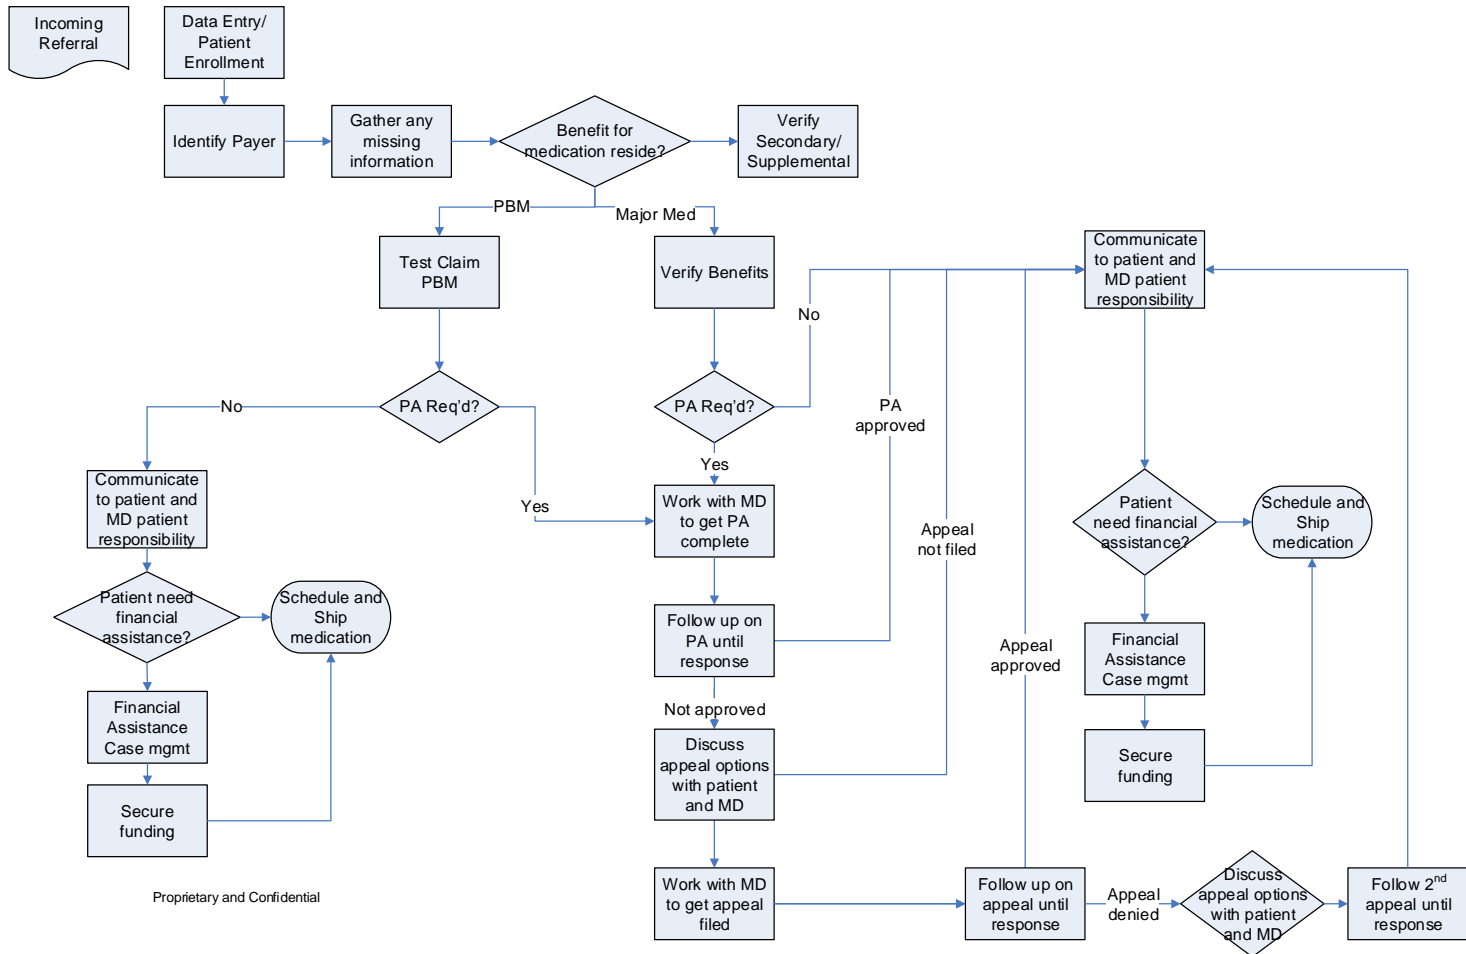 Incoming
Referral
Data Entry/
Patient
Enrollment
Identify Payer
Gather any
missing
information
Benefit for
medication reside?
Verify
Secondary/
Supplemental
PBM
Major Med
Test Claim
PBM
Verify Benefits
Communicate
to patient and
MD patient
responsibility
No
PA Req'd?
No
PA Req'd?
PA
approved
Yes
Communicate
to patient and
MD patient
responsibility
Yes
Work with MD
to get PA
complete
Appeal
not filed
Patient
need financial
assistance?
Schedule and
Ship
medication
Patient need
financial
assistance?
Schedule and
Ship
medication
Follow up on
PA until
response
Appeal
approved
Financial
Assistance
Case mgmt
Not approved
Financial
Assistance
Case mgmt
Discuss
appeal options
with patient
and MD
Secure
funding
Secure
funding
Proprietary and Confidential
Work with MD
to get appeal
filed
Follow up on
appeal until
response
Appeal
denied
Discuss
appeal options
with patient
and MD
Follow 2nd
appeal until
response